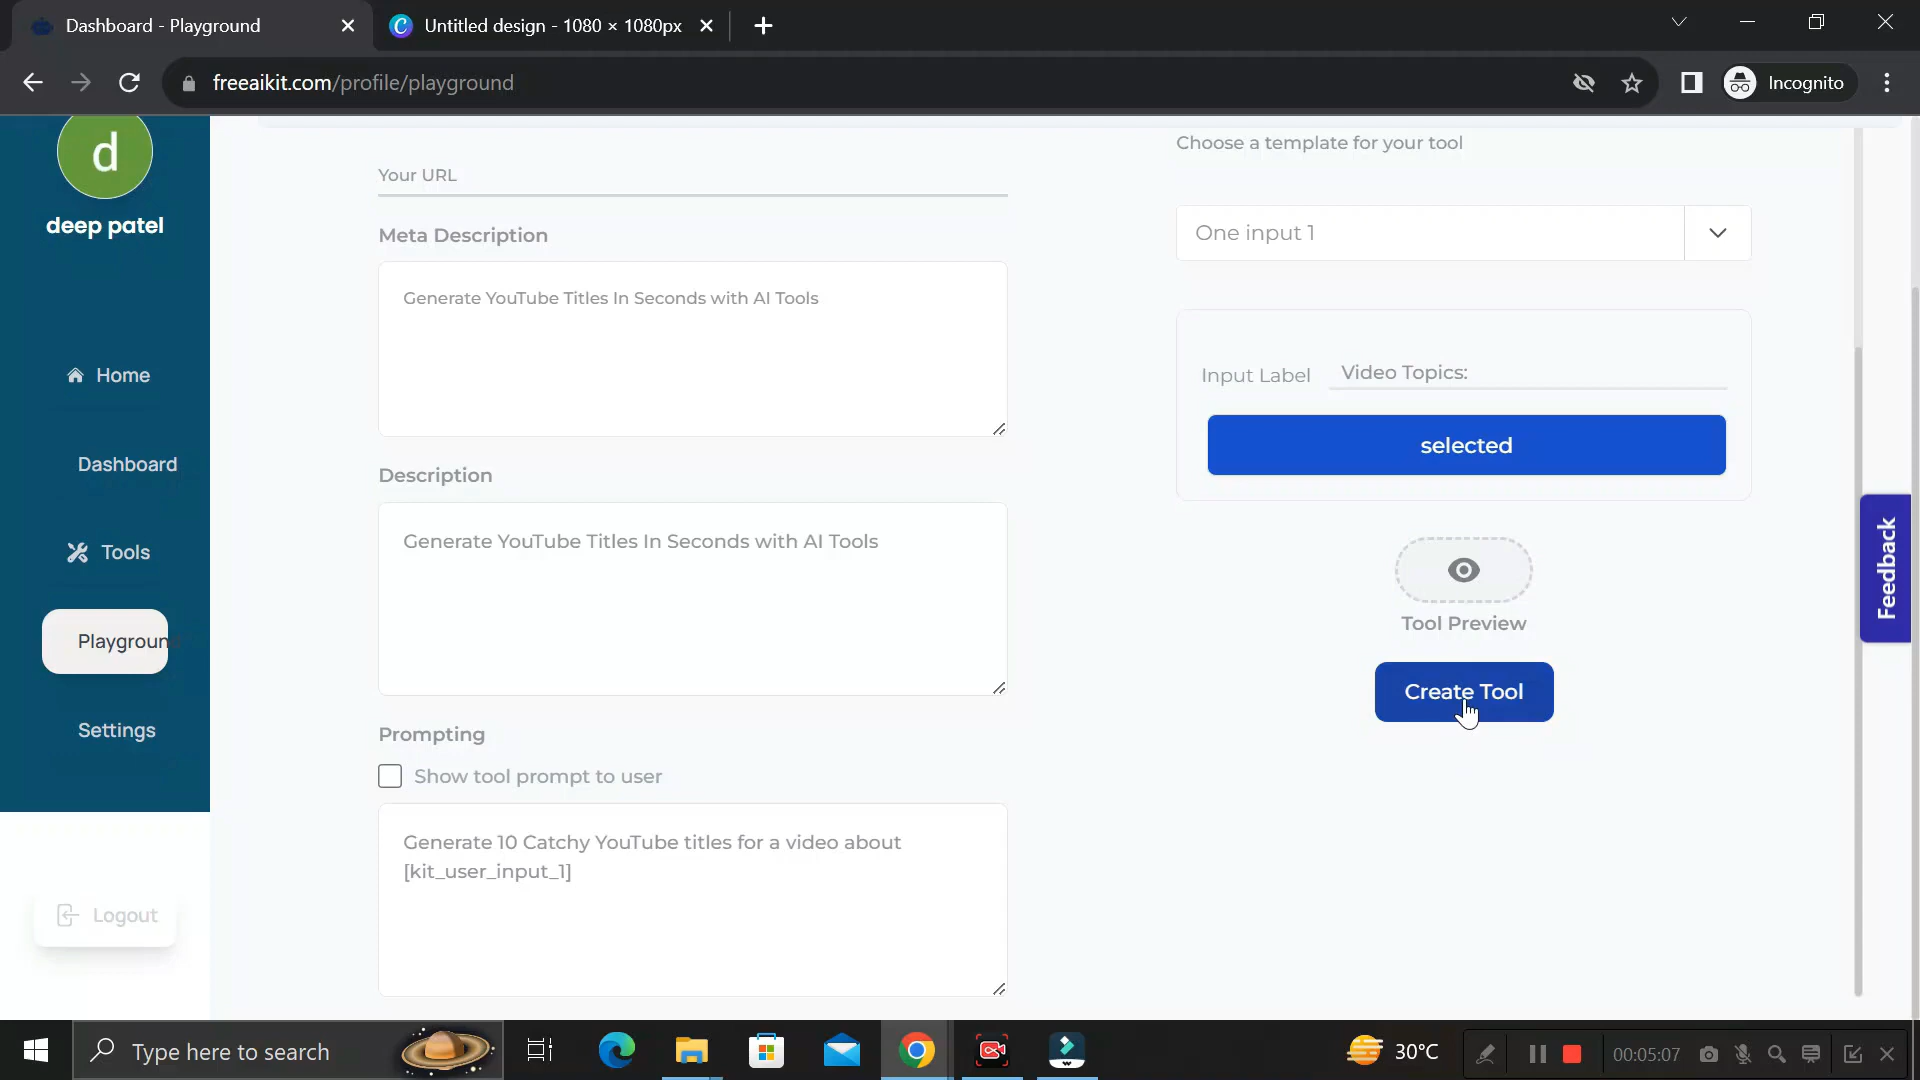 Dashboard - Playground
Untitled design - 1080 × 1080px
freeaikit.com/profile/playground
Incognito
d
deep patel
Home
Dashboard
Tools
Playground
Settings
Logout
Your URL
Meta Description
Generate YouTube Titles In Seconds with AI Tools
Description
Generate YouTube Titles In Seconds with AI Tools
Prompting
Show tool prompt to user
Generate 10 Catchy YouTube titles for a video about
[kit_user_input_1]
Choose a template for your tool
One input 1
Input Label
Video Topics:
selected
Tool Preview
Create Tool
Feedback
Type here to search
30°C
00:05:07